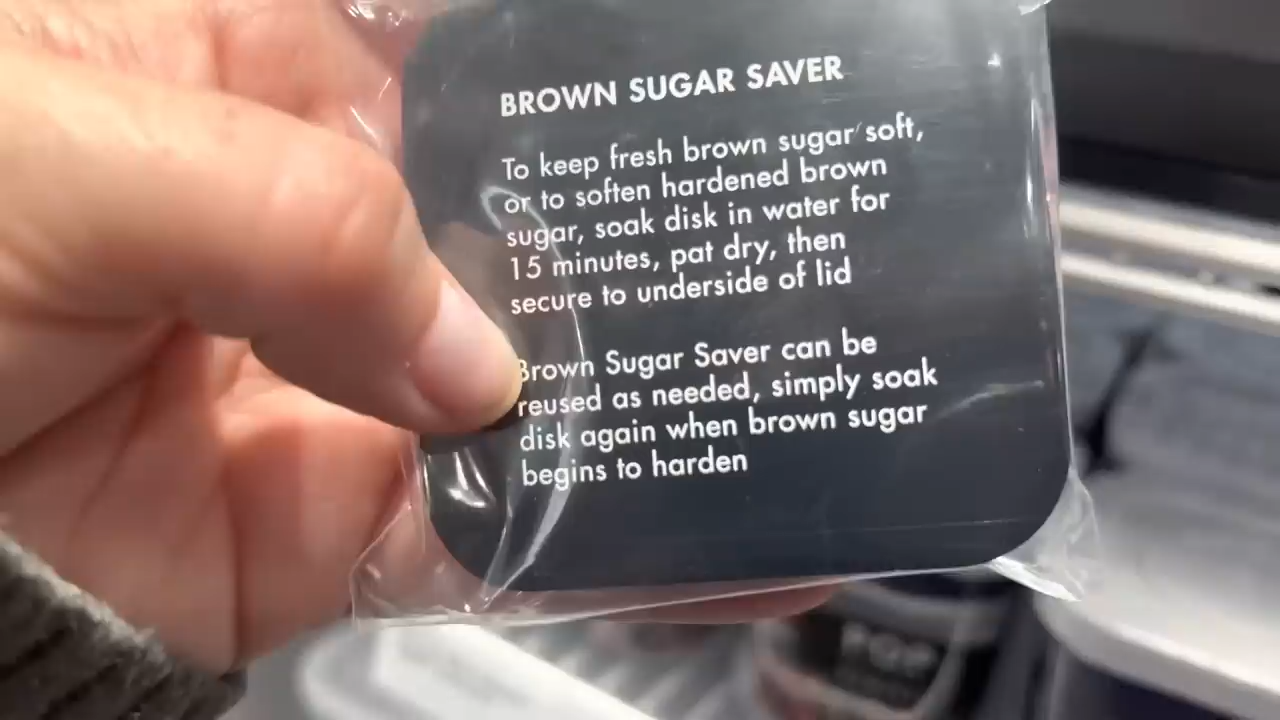 BROWN SUGAR SAVER
To keep fresh brown sugar soft,
or to soften hardened brown
sugar, soak disk in water for
15 minutes, pat dry, then
secure to underside of lid
Brown Sugar Saver can be
reused as needed, simply soak
disk again when brown sugar
begins to harden
POP